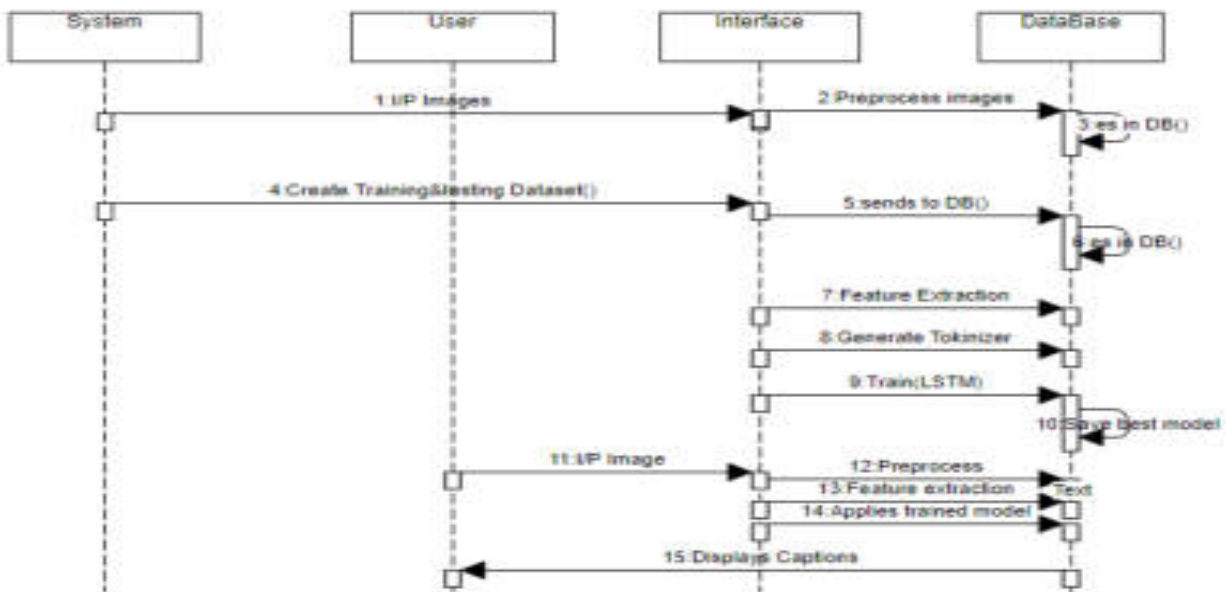 System
User
Interface
DataBase
1:I/P Images
2:Preprocess images
3:es in DB()
4:Create Training&testing Dataset()
5:sends to DB()
6:es in DB()
7:Feature Extraction
8:Generate Tokinizer
9:Train(LSTM)
10:Save best model
11:I/P Image
12:Preprocess
Text
13:Feature extraction
14:Applies trained model
15:Displays Captions